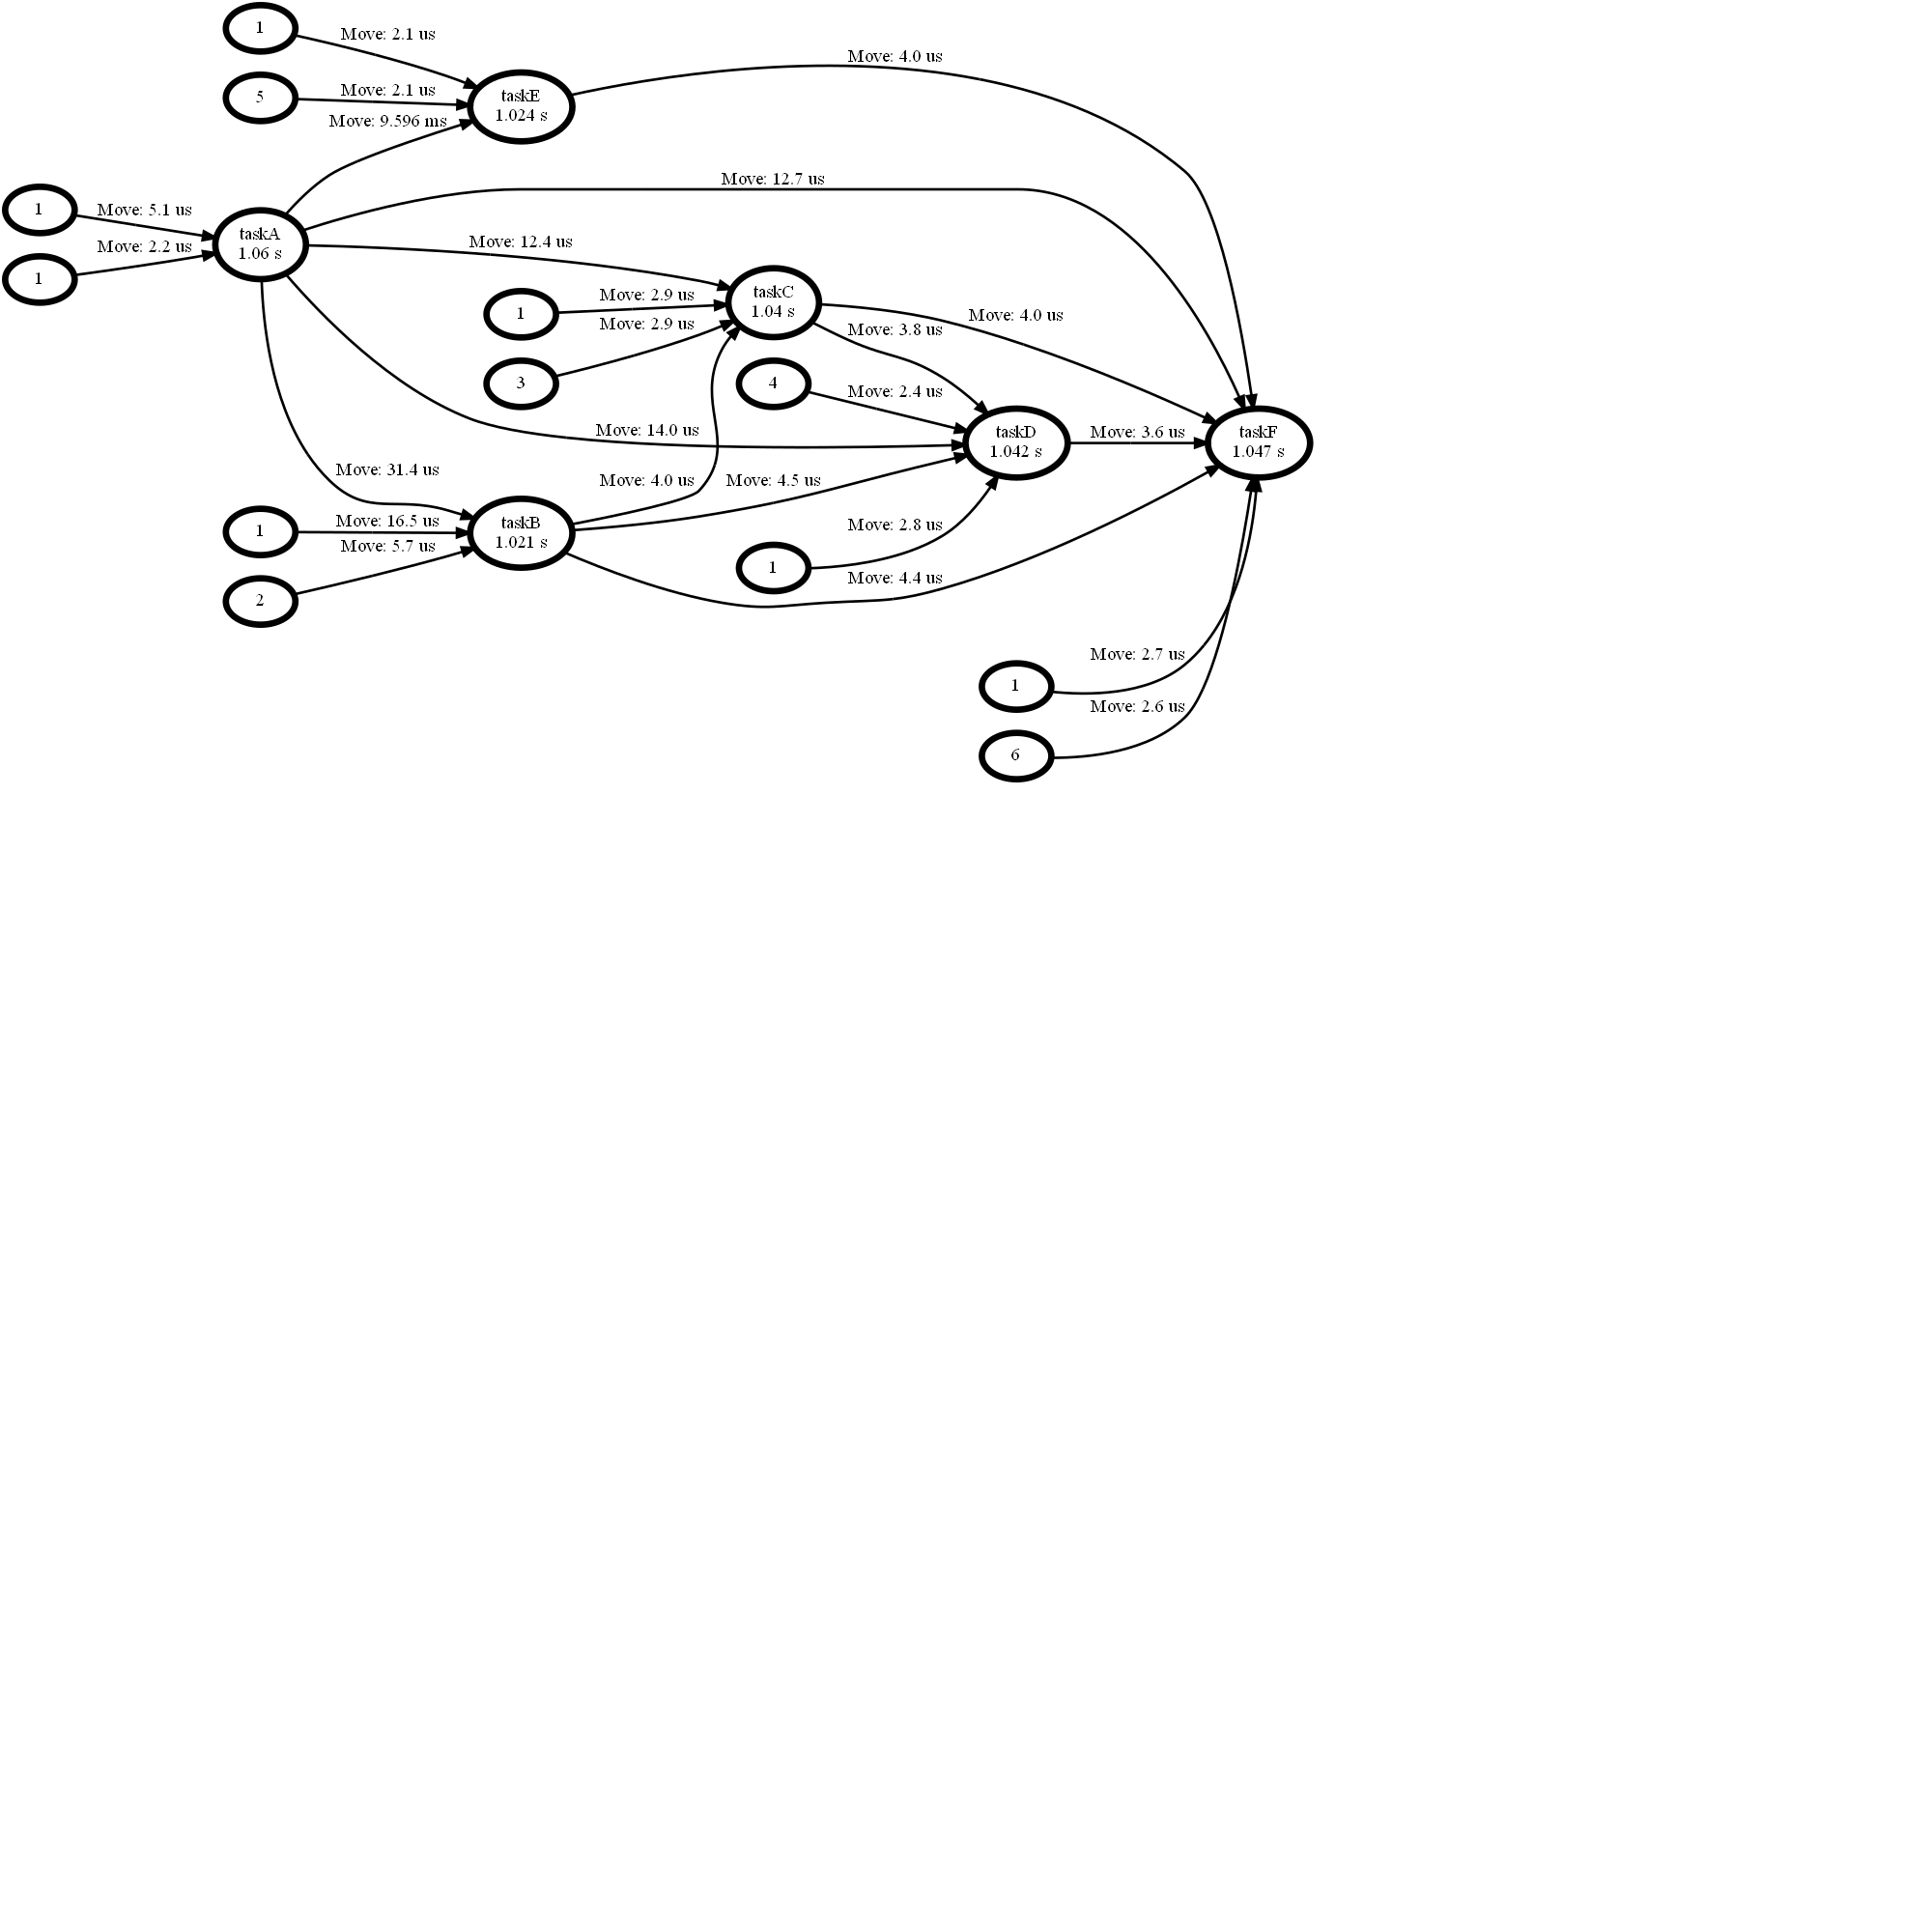 1
Move: 2.1 us
Move: 4.0 us
5
Move: 2.1 us
taskE
1.024 s
Move: 9.596 ms
Move: 12.7 us
1
Move: 5.1 us
taskA
1.06 s
Move: 2.2 us
1
Move: 12.4 us
taskC
1.04 s
1
Move: 2.9 us
Move: 2.9 us
3
Move: 3.8 us
Move: 4.0 us
4
Move: 2.4 us
Move: 14.0 us
taskD
1.042 s
Move: 3.6 us
taskF
1.047 s
Move: 31.4 us
Move: 4.0 us
Move: 4.5 us
1
Move: 16.5 us
taskB
1.021 s
Move: 5.7 us
2
Move: 2.8 us
1
Move: 4.4 us
Move: 2.7 us
1
Move: 2.6 us
6